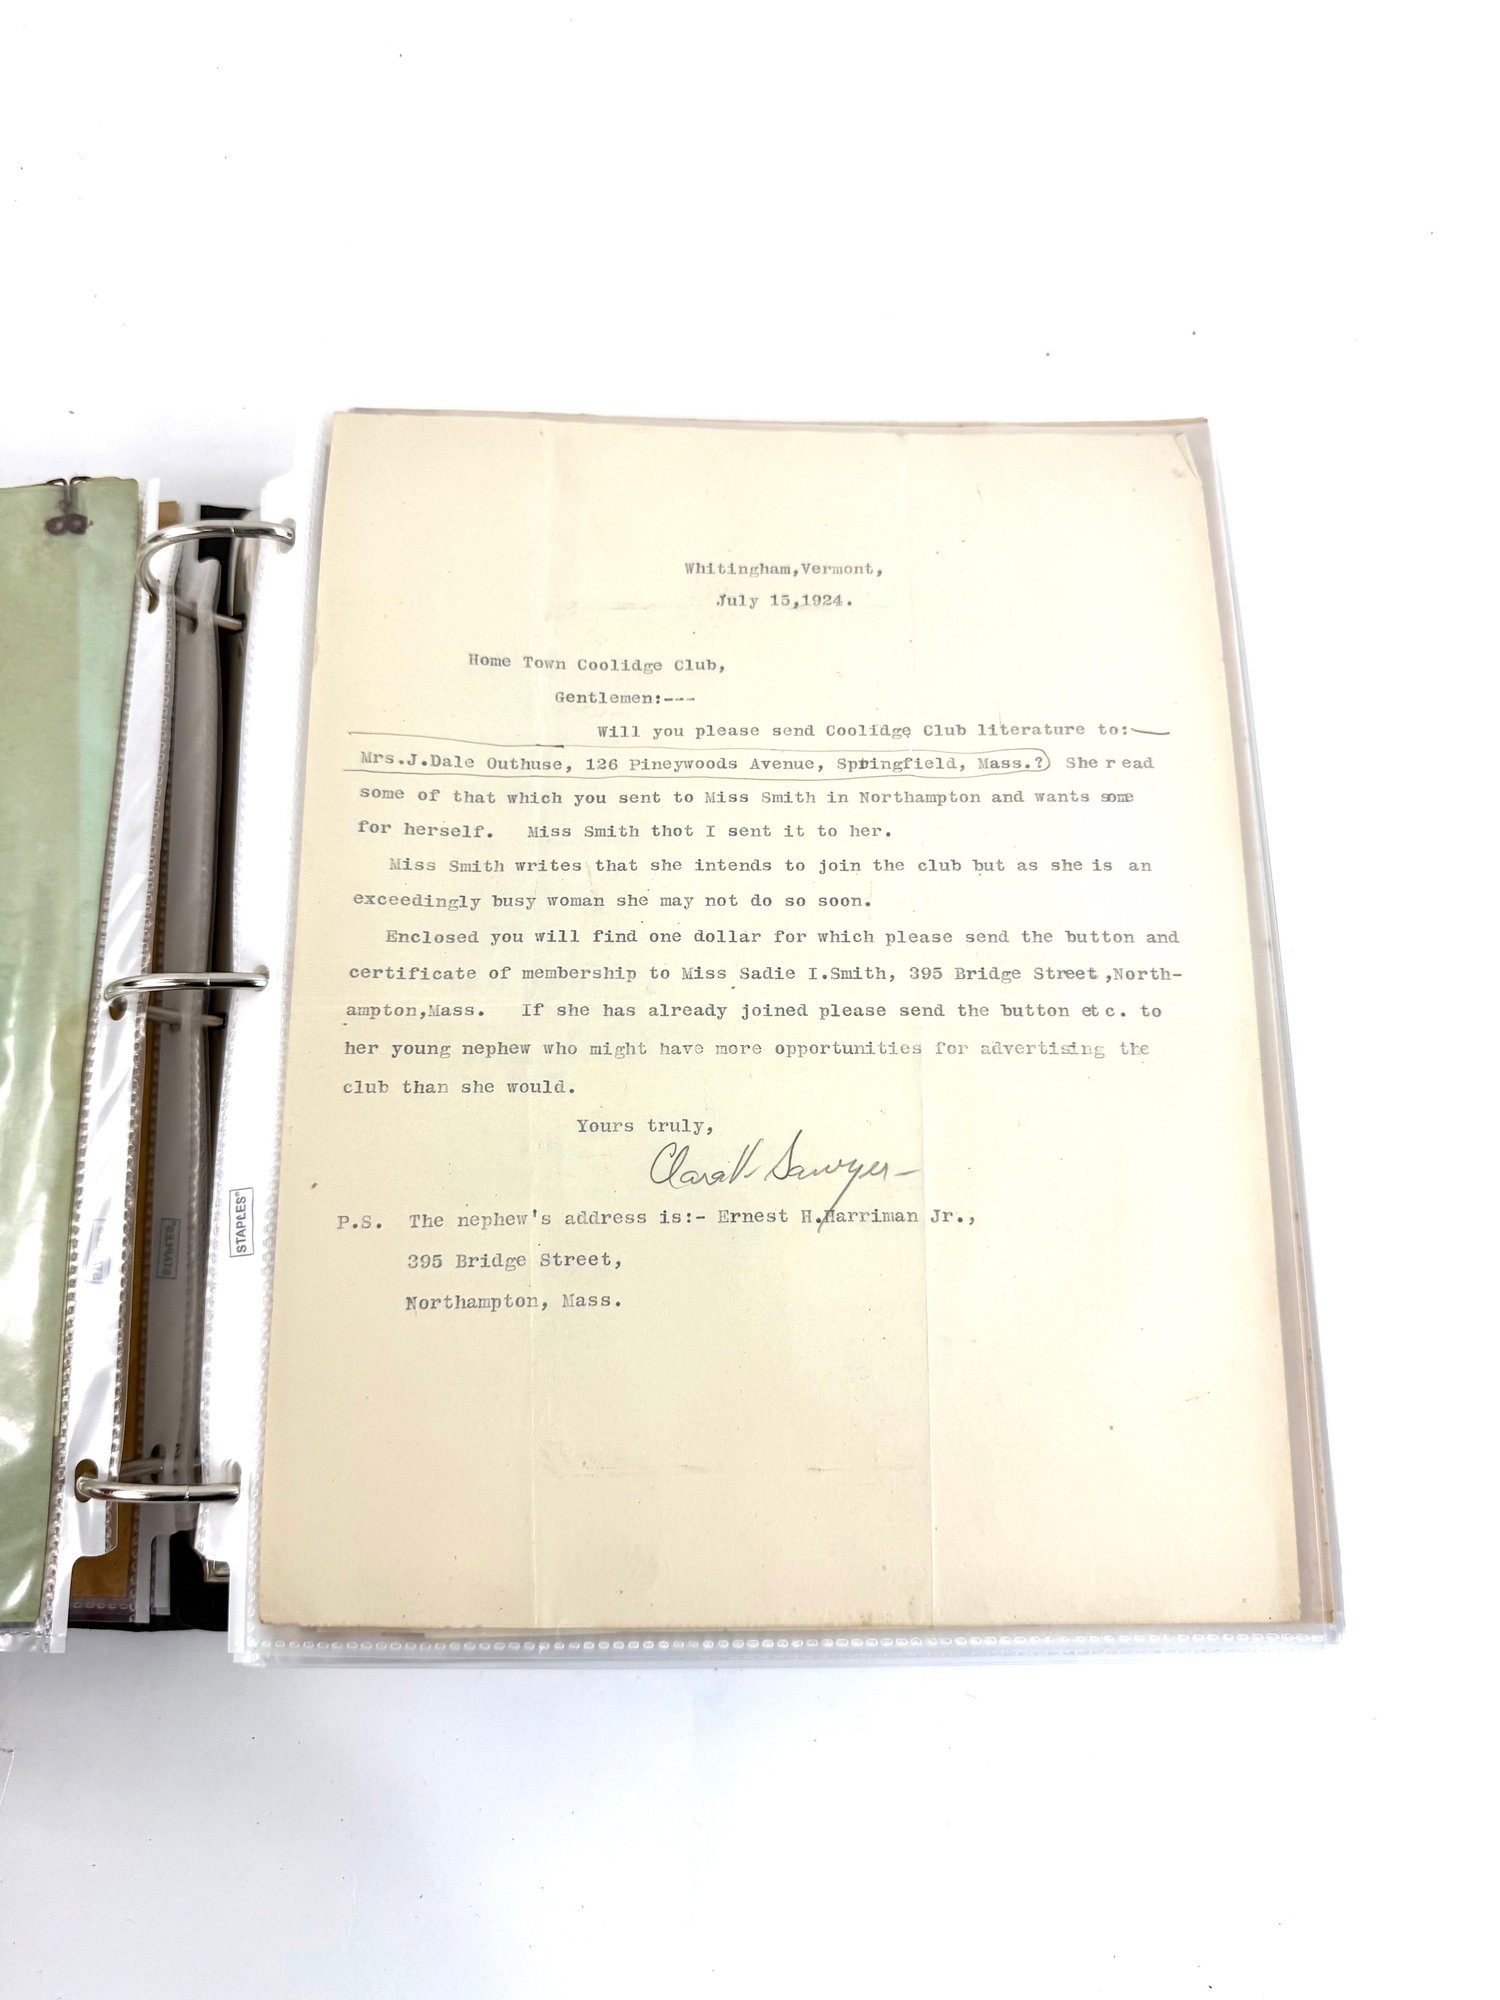 Whitingham,Vermont,
July 15,1924.
Home Town Coolidge Club,
Gentlemen:---
Will you please send Coolidge Club literature to:
Mrs.J.Dale Outhuse, 126 Pineywoods Avenue, Springfield, Mass.?) She read
some of that which you sent to Miss Smith in Northampton and wants some
for herself. Miss Smith thot I sent it to her.
Miss Smith writes that she intends to join the club but as she is an
exceedingly busy woman she may not do so soon.
Enclosed you will find one dollar for which please send the button and
certificate of membership to Miss Sadie I.Smith, 395 Bridge Street,North-
ampton,Mass. If she has already joined please send the button etc. to
her young nephew who might have more opportunities for advertising the
club than she would.
Yours truly,
Clara V. Sawyer
P.S. The nephew's address is:- Ernest H.Harriman Jr.,
395 Bridge Street,
Northampton, Mass.
STAPLES